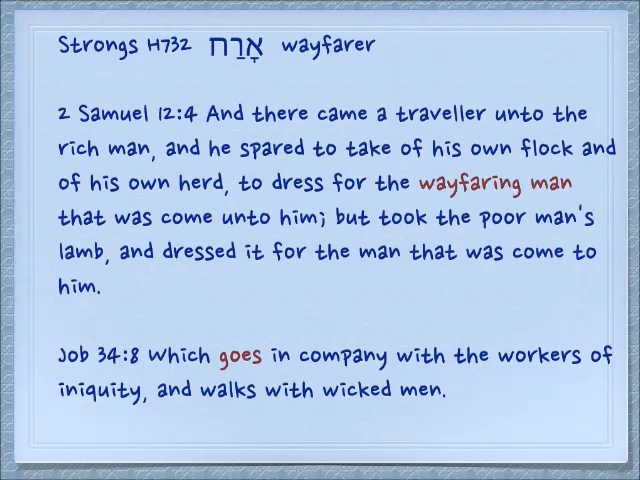 Strongs H732 אָרַח wayfarer
2 Samuel 12:4 And there came a traveller unto the
rich man, and he spared to take of his own flock and
of his own herd, to dress for the wayfaring man
that was come unto him; but took the poor man's
lamb, and dressed it for the man that was come to
him.
Job 34:8 Which goes in company with the workers of
iniquity, and walks with wicked men.